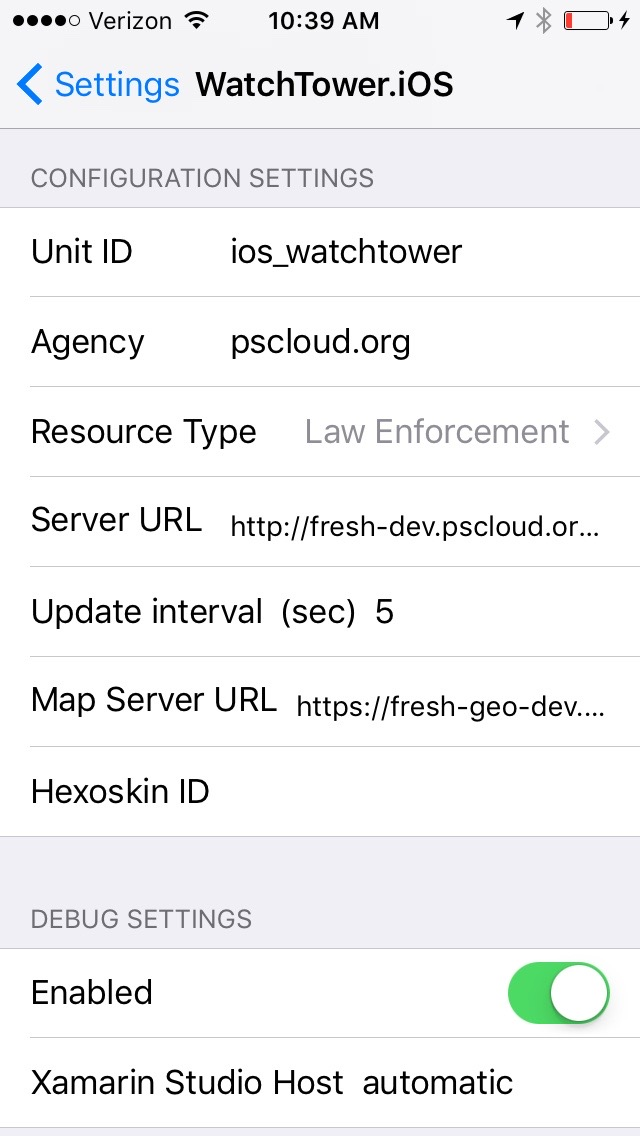 Verizon 10:39 AM
Settings WatchTower.iOS
CONFIGURATION SETTINGS
Unit ID ios_watchtower
Agency pscloud.org
Resource Type Law Enforcement
Server URL http://fresh-dev.pscloud.or...
Update interval (sec) 5
Map Server URL https://fresh-geo-dev....
Hexoskin ID
DEBUG SETTINGS
Enabled
Xamarin Studio Host automatic